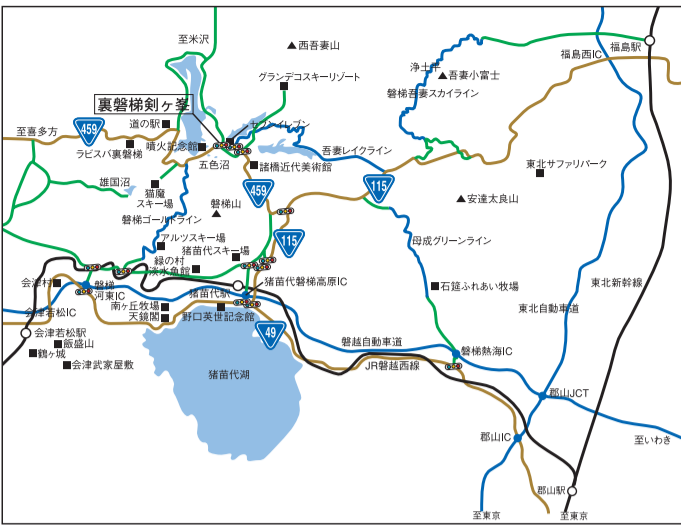 至米沢
西吾妻山
グランデコスキーリゾート
浄土平
吾妻小富士
磐梯吾妻スカイライン
福島西IC
福島駅
裏磐梯剣ヶ峯
セブンイレブン
至喜多方
459
道の駅
ラビスパ裏磐梯
噴火記念館
五色沼
吾妻レイクライン
諸橋近代美術館
東北サファリパーク
雄国沼
猫魔
スキー場
磐梯山
459
115
安達太良山
磐梯ゴールドライン
アルツスキー場
猪苗代スキー場
緑の村
淡水魚館
115
母成グリーンライン
東北新幹線
会津村
磐梯
河東IC
猪苗代駅
猪苗代磐梯高原IC
石筵ふれあい牧場
東北自動車道
会津若松IC
南ヶ丘牧場
天鏡閣
野口英世記念館
49
会津若松駅
飯盛山
鶴ヶ城
会津武家屋敷
磐越自動車道
JR磐越西線
磐梯熱海IC
猪苗代湖
郡山JCT
郡山IC
至いわき
郡山駅
至東京
至東京